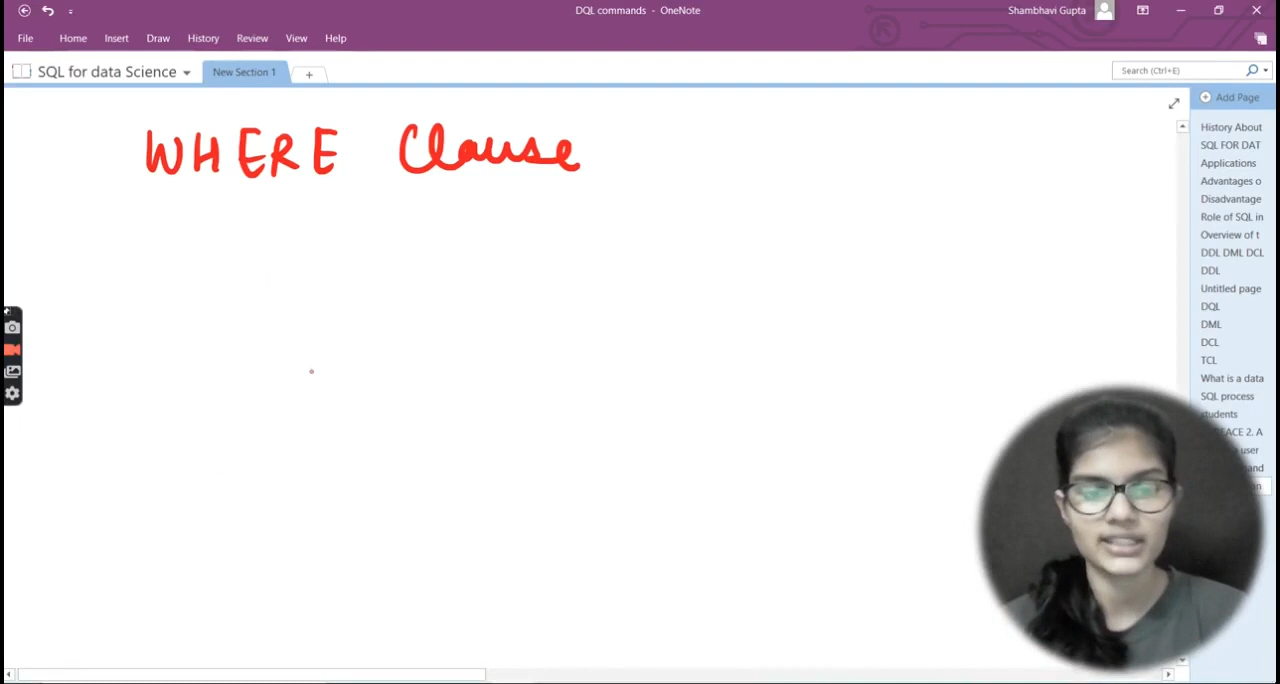 DQL commands - OneNote
Shambhavi Gupta
File Home Insert Draw History Review View Help
SQL for data Science
New Section 1
+
Search (Ctrl+E)
WHERE Clause
Add Page
History About
SQL FOR DAT
Applications
Advantages o
Disadvantage
Role of SQL in
Overview of t
DDL DML DCL
DDL
Untitled page
DQL
DML
DCL
TCL
What is a data
SQL process
students
2. A
user